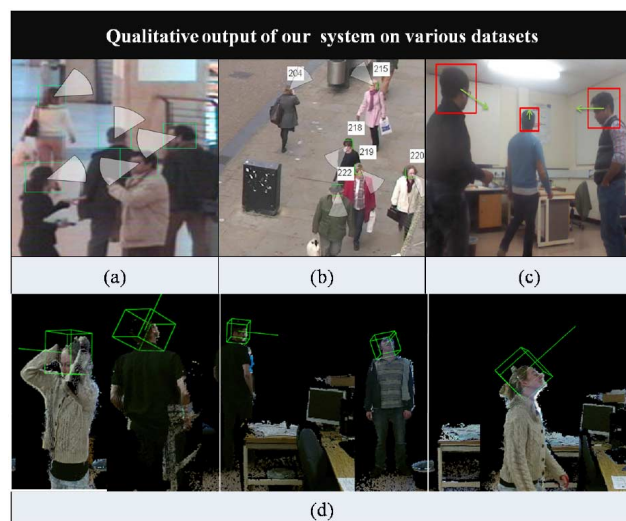 Qualitative output of our system on various datasets
204
215
218
219
220
222
(a)
(b)
(c)
(d)